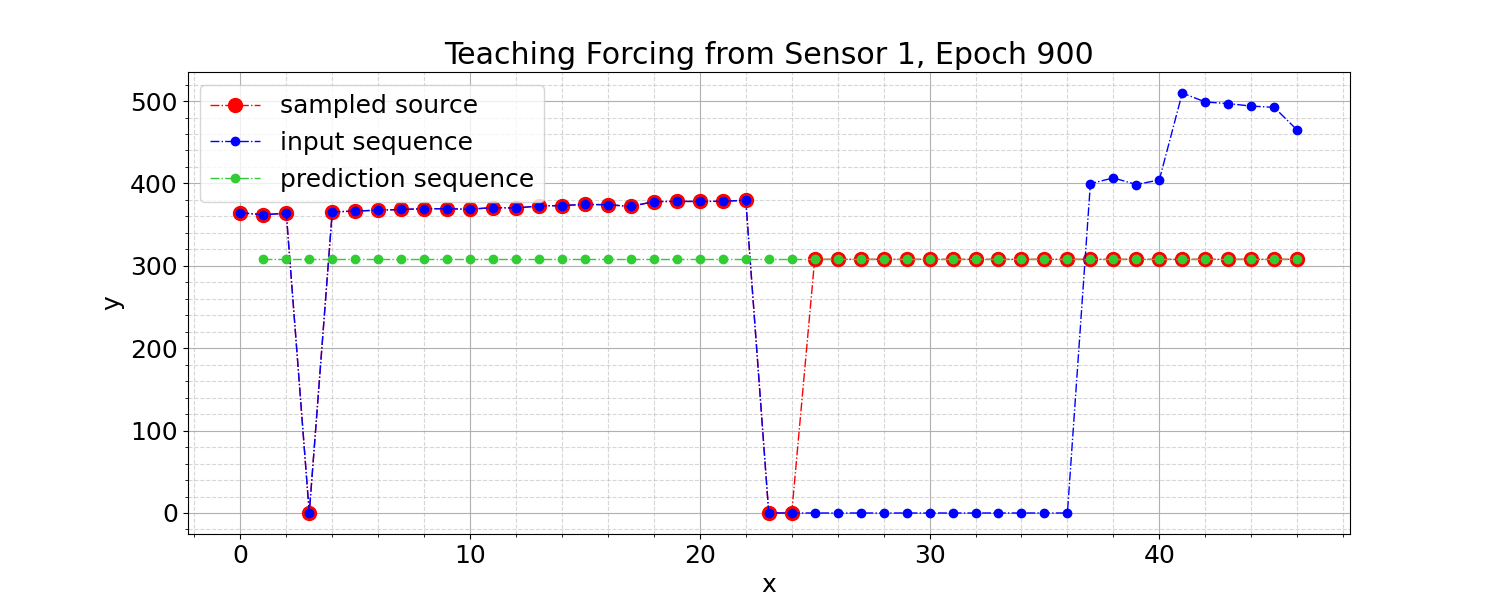 Teaching Forcing from Sensor 1, Epoch 900
sampled source
input sequence
prediction sequence
500
400
300
200
100
0
y
0 10 20 30 40
x